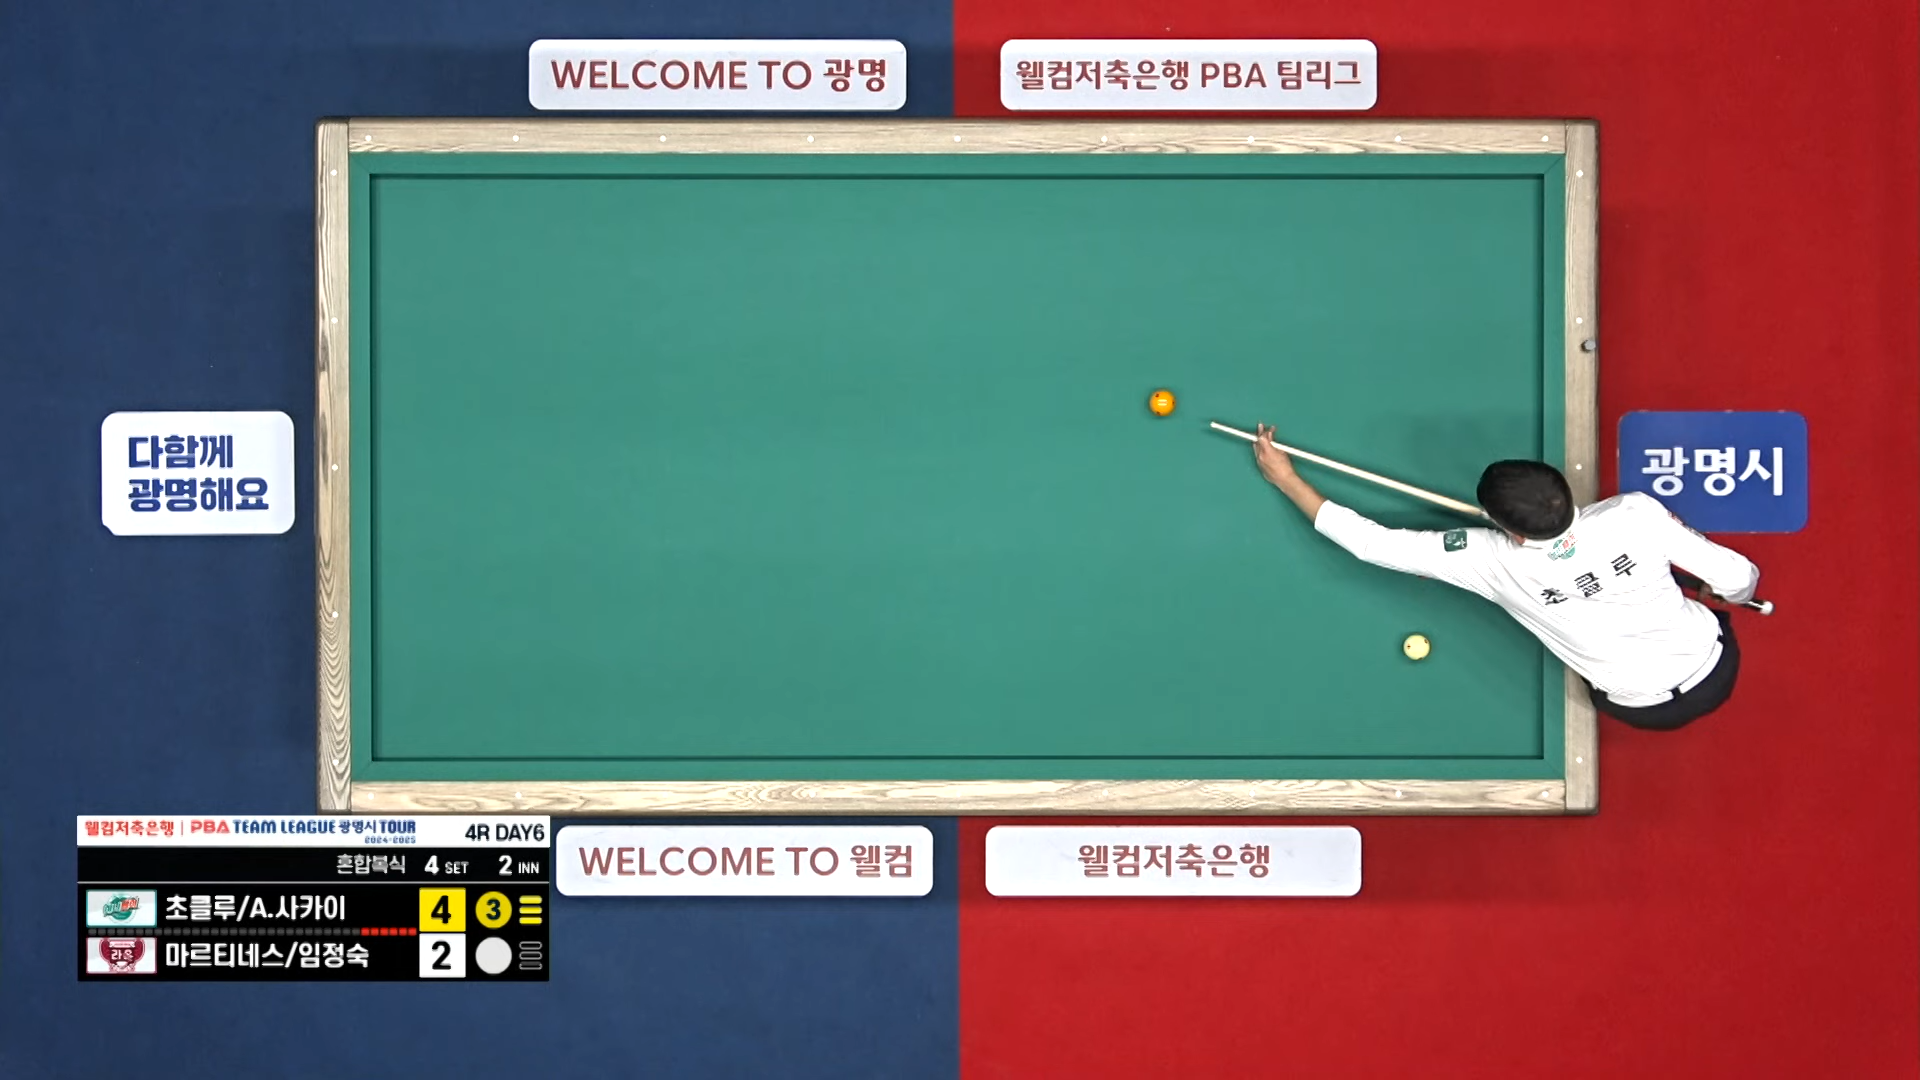 WELCOME TO 광명
웰컴저축은행 PBA 팀리그
다함께
광명해요
광명시
초클루
웰컴저축은행 | PBA TEAM LEAGUE 광명시 TOUR
2024-2025
4R DAY6
혼합복식 4 SET 2 INN
초클루/A.사카이 4 3
마르티네스/임정숙 2
WELCOME TO 웰컴
웰컴저축은행